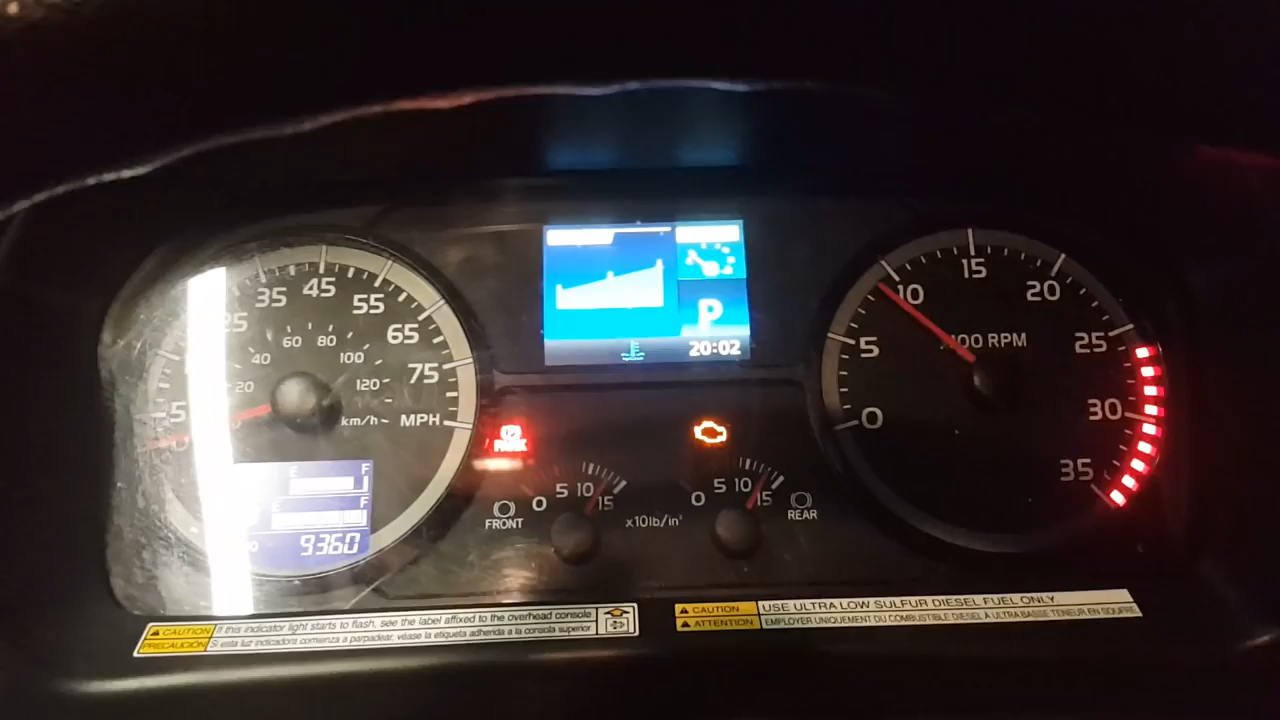 5
25
35
45
55
65
75
20
40
60
80
100
120
km/h
MPH
E F
E F
9360
P
20:02
PARK
0 5 10 15
FRONT
x10lb/in²
0 5 10 15
REAR
0
5
10
15
20
25
30
35
x100 RPM
CAUTION If this indicator light starts to flash, see the label affixed to the overhead console
PRECAUCIÓN Si esta luz indicadora comienza a parpadear, véase la etiqueta adherida a la consola superior
CAUTION USE ULTRA LOW SULFUR DIESEL FUEL ONLY
ATTENTION EMPLOYER UNIQUEMENT DU COMBUSTIBLE DIESEL À ULTRA BASSE TENEUR EN SOUFRE